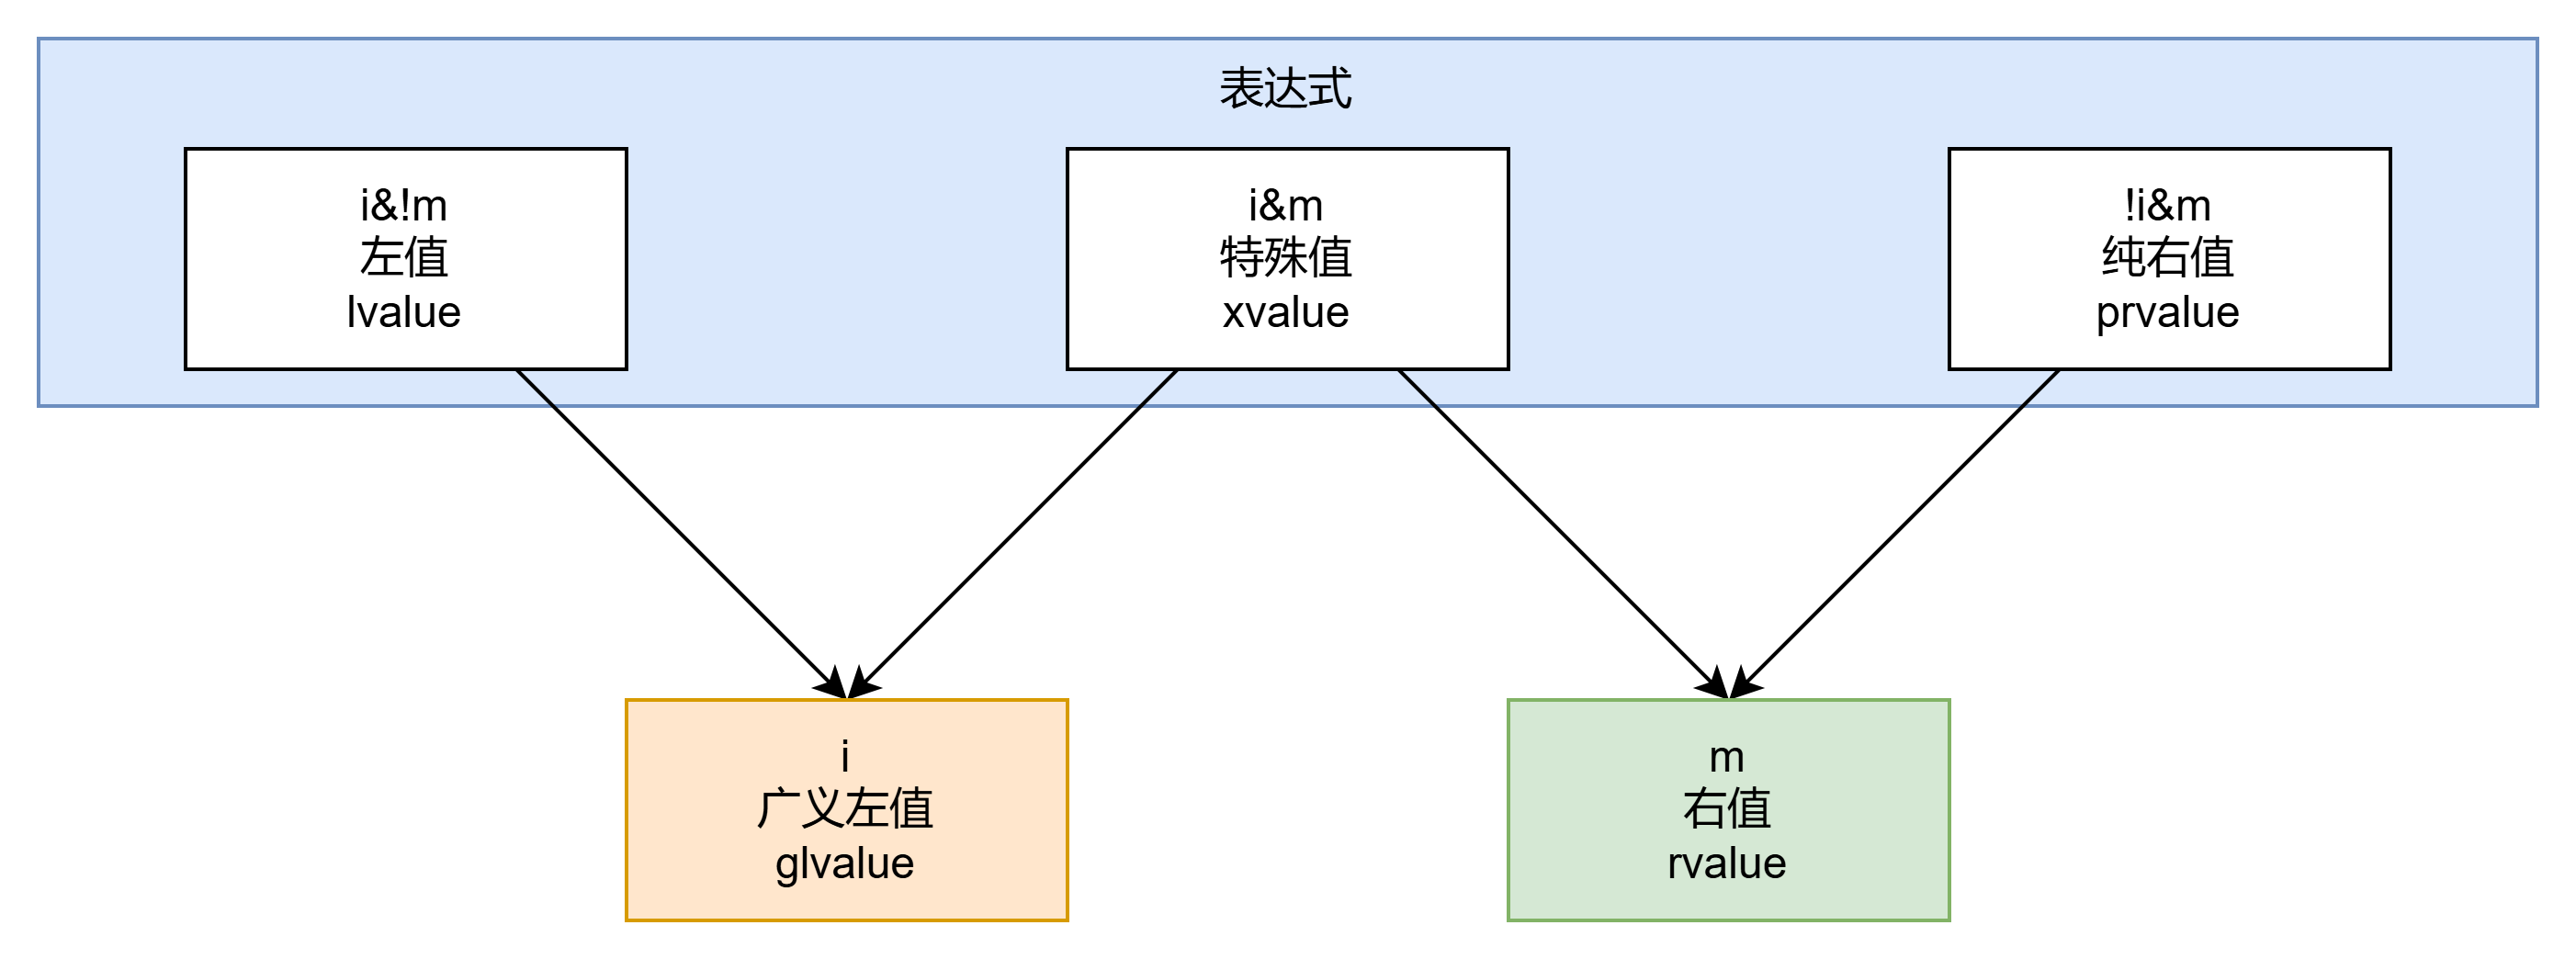 表达式
i&!m
左值
lvalue
i&m
特殊值
xvalue
!i&m
纯右值
prvalue
i
广义左值
glvalue
m
右值
rvalue